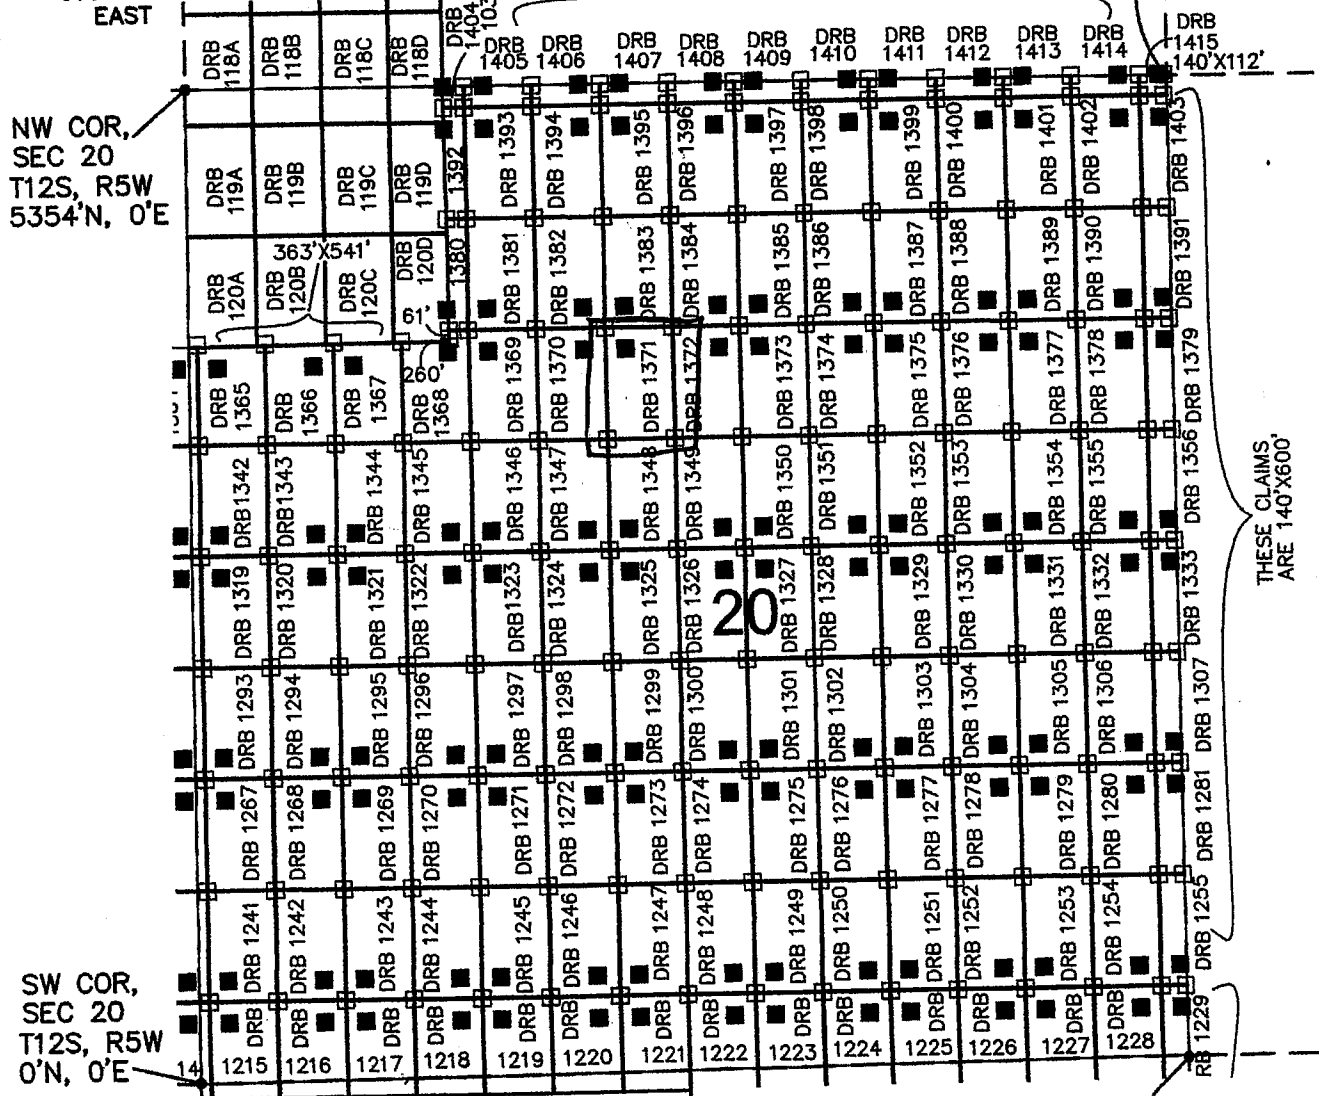 EAST
DRB 118A
DRB 118B
DRB 118C
DRB 118D
DRB 1404
DRB 1405
DRB 1406
DRB 1407
DRB 1408
DRB 1409
DRB 1410
DRB 1411
DRB 1412
DRB 1413
DRB 1414
DRB 1415
140'X112'
NW COR,
SEC 20
T12S, R5W
5354'N, 0'E
DRB 119A
DRB 119B
DRB 119C
DRB 119D
1392
DRB 1393
DRB 1394
DRB 1395
DRB 1396
DRB 1397
DRB 1398
DRB 1399
DRB 1400
DRB 1401
DRB 1402
DRB 1403
363'X541'
DRB 120A
DRB 120B
DRB 120C
DRB 120D
1380
DRB 1381
DRB 1382
DRB 1383
DRB 1384
DRB 1385
DRB 1386
DRB 1387
DRB 1388
DRB 1389
DRB 1390
DRB 1391
61'
260'
DRB 1365
DRB 1366
DRB 1367
DRB 1368
DRB 1369
DRB 1370
DRB 1371
DRB 1372
DRB 1373
DRB 1374
DRB 1375
DRB 1376
DRB 1377
DRB 1378
DRB 1379
DRB 1342
DRB 1343
DRB 1344
DRB 1345
DRB 1346
DRB 1347
DRB 1348
DRB 1349
DRB 1350
DRB 1351
DRB 1352
DRB 1353
DRB 1354
DRB 1355
DRB 1356
THESE CLAIMS
ARE 140'X600'
DRB 1319
DRB 1320
DRB 1321
DRB 1322
DRB 1323
DRB 1324
DRB 1325
DRB 1326
DRB 1327
DRB 1328
DRB 1329
DRB 1330
DRB 1331
DRB 1332
DRB 1333
20
DRB 1293
DRB 1294
DRB 1295
DRB 1296
DRB 1297
DRB 1298
DRB 1299
DRB 1300
DRB 1301
DRB 1302
DRB 1303
DRB 1304
DRB 1305
DRB 1306
DRB 1307
DRB 1267
DRB 1268
DRB 1269
DRB 1270
DRB 1271
DRB 1272
DRB 1273
DRB 1274
DRB 1275
DRB 1276
DRB 1277
DRB 1278
DRB 1279
DRB 1280
DRB 1281
DRB 1241
DRB 1242
DRB 1243
DRB 1244
DRB 1245
DRB 1246
DRB 1247
DRB 1248
DRB 1249
DRB 1250
DRB 1251
DRB 1252
DRB 1253
DRB 1254
DRB 1255
SW COR,
SEC 20
T12S, R5W
0'N, 0'E
14
DRB 1215
DRB 1216
DRB 1217
DRB 1218
DRB 1219
DRB 1220
DRB 1221
DRB 1222
DRB 1223
DRB 1224
DRB 1225
DRB 1226
DRB 1227
DRB 1228
RB 1229